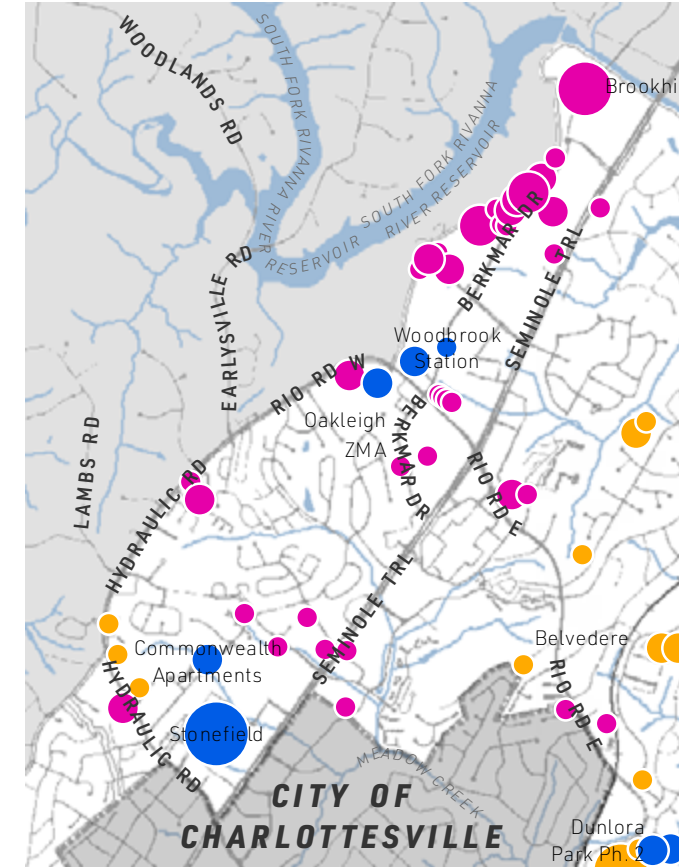 WOODLANDS RD
SOUTH FORK RIVANNA
RIVER RESERVOIR
SOUTH FORK RIVANNA
RIVER RESERVOIR
Brookhi
EARLYSVILLE RD
BERKMAR DR
SEMINOLE TRL
Woodbrook
Station
RIO RD W
Oakleigh
ZMA
BERKMAR DR
LAMBS RD
HYDRAULIC RD
RIO RD E
SEMINOLE TRL
Commonwealth
Apartments
Belvedere
RIO RD E
HYDRAULIC RD
Stonefield
MEADOW CREEK
CITY OF
CHARLOTTESVILLE
Dunlora
Park Ph. 2